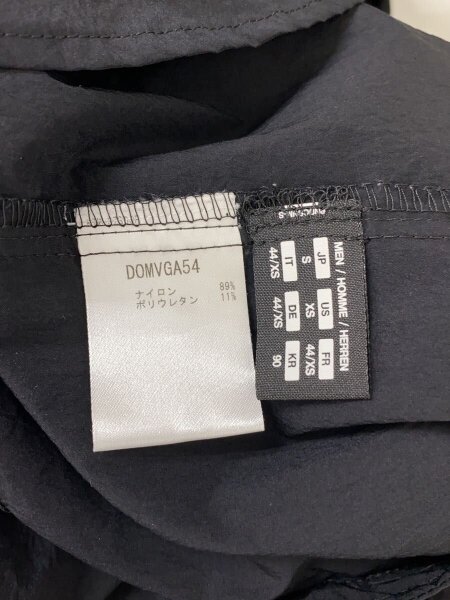 DOMVGA54
ナイロン 89%
ポリウレタン 11%
MEN / HOMME / HERREN
JP US FR
S XS 44/XS
IT DE KR
44/XS 44/XS 90